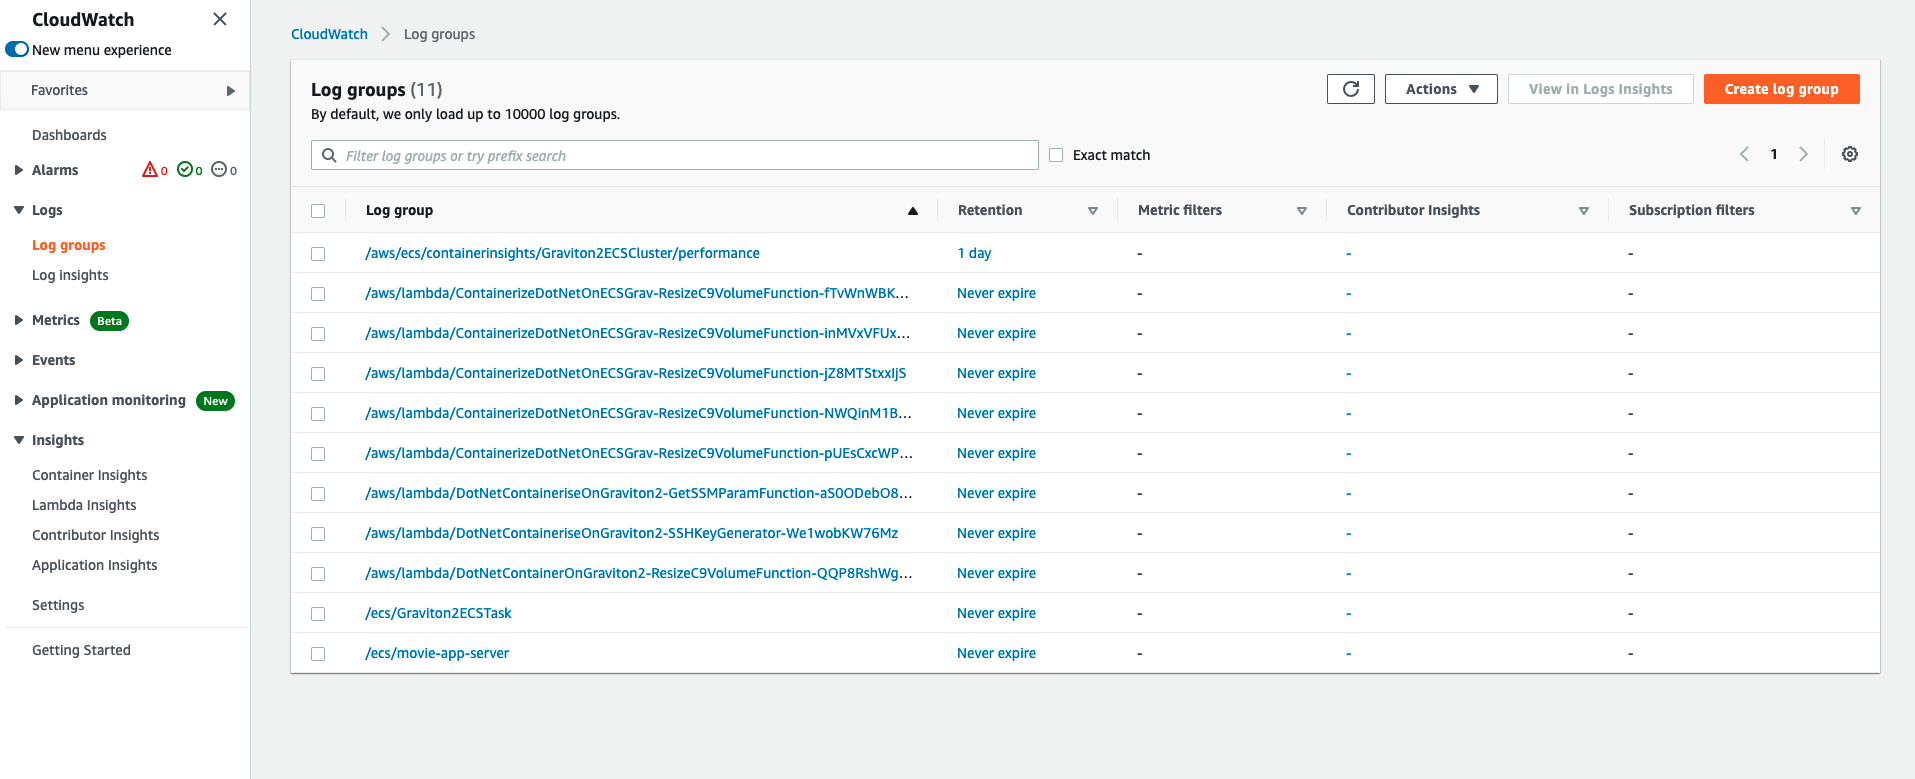 CloudWatch
New menu experience
Favorites
Dashboards
Alarms 0 0 0
Logs
Log groups
Log insights
Metrics Beta
Events
Application monitoring New
Insights
Container Insights
Lambda Insights
Contributor Insights
Application Insights
Settings
Getting Started
CloudWatch Log groups
Log groups (11)
By default, we only load up to 10000 log groups.
Actions View in Logs Insights Create log group
Filter log groups or try prefix search Exact match 1
Log group Retention Metric filters Contributor Insights Subscription filters
/aws/ecs/containerinsights/Graviton2ECSCluster/performance 1 day - - -
/aws/lambda/ContainerizeDotNetOnECSGrav-ResizeC9VolumeFunction-fTvWnWBK... Never expire - - -
/aws/lambda/ContainerizeDotNetOnECSGrav-ResizeC9VolumeFunction-inMVxVFUx... Never expire - - -
/aws/lambda/ContainerizeDotNetOnECSGrav-ResizeC9VolumeFunction-jZ8MTStxxIjS Never expire - - -
/aws/lambda/ContainerizeDotNetOnECSGrav-ResizeC9VolumeFunction-NWQinM1B... Never expire - - -
/aws/lambda/ContainerizeDotNetOnECSGrav-ResizeC9VolumeFunction-pUEsCxcWP... Never expire - - -
/aws/lambda/DotNetContaineriseOnGraviton2-GetSSMParamFunction-aS0ODebO8... Never expire - - -
/aws/lambda/DotNetContaineriseOnGraviton2-SSHKeyGenerator-We1wobKW76Mz Never expire - - -
/aws/lambda/DotNetContainerOnGraviton2-ResizeC9VolumeFunction-QQP8RshWg... Never expire - - -
/ecs/Graviton2ECSTask Never expire - - -
/ecs/movie-app-server Never expire - - -